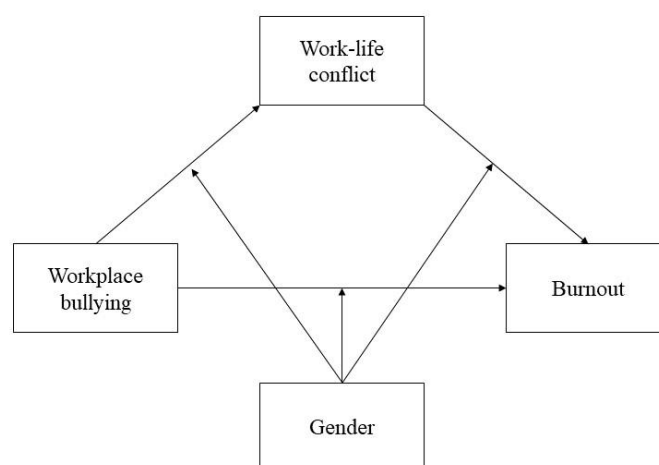 Work-life
conflict
Workplace
bullying
Burnout
Gender